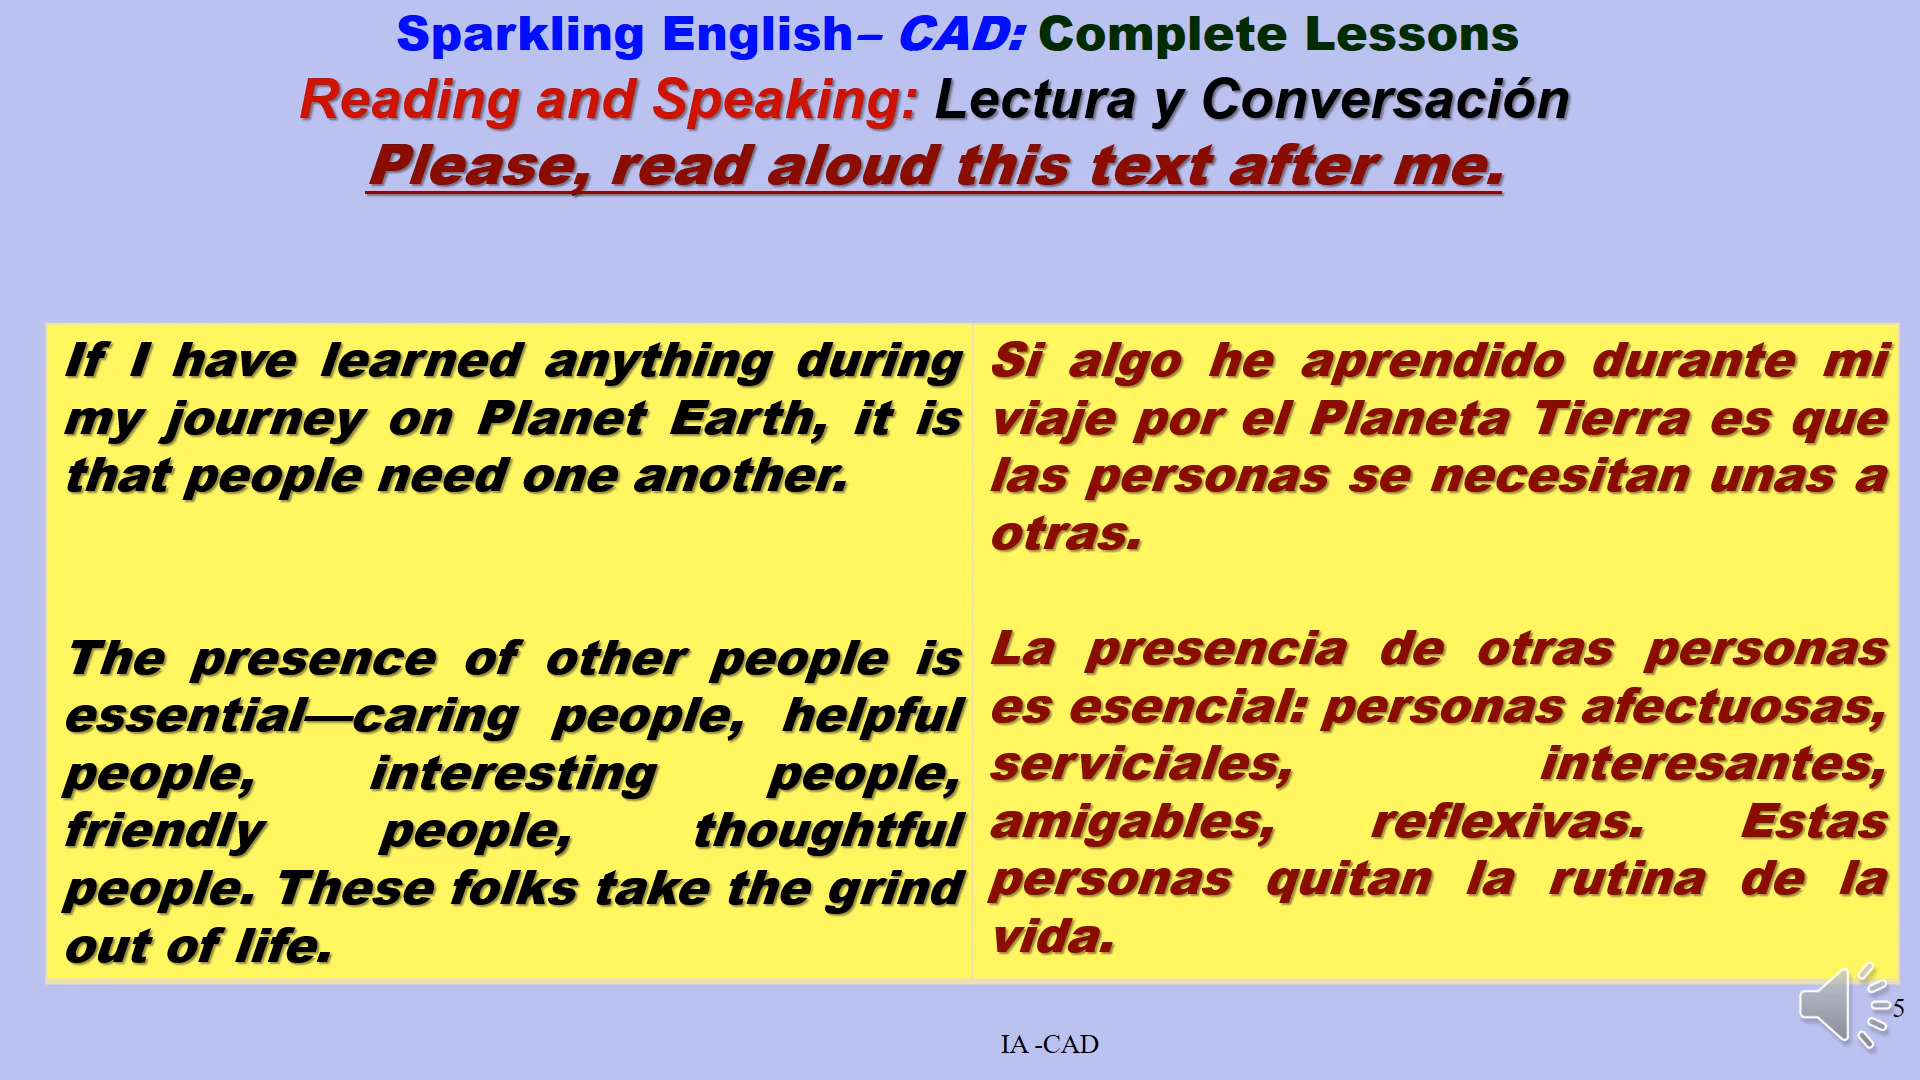 Sparkling English– CAD: Complete Lessons
Reading and Speaking: Lectura y Conversación
Please, read aloud this text after me.
If I have learned anything during
my journey on Planet Earth, it is
that people need one another.
The presence of other people is
essential—caring people, helpful
people, interesting people,
friendly people, thoughtful
people. These folks take the grind
out of life.
Si algo he aprendido durante mi
viaje por el Planeta Tierra es que
las personas se necesitan unas a
otras.
La presencia de otras personas
es esencial: personas afectuosas,
serviciales, interesantes,
amigables, reflexivas. Estas
personas quitan la rutina de la
vida.
5
IA -CAD